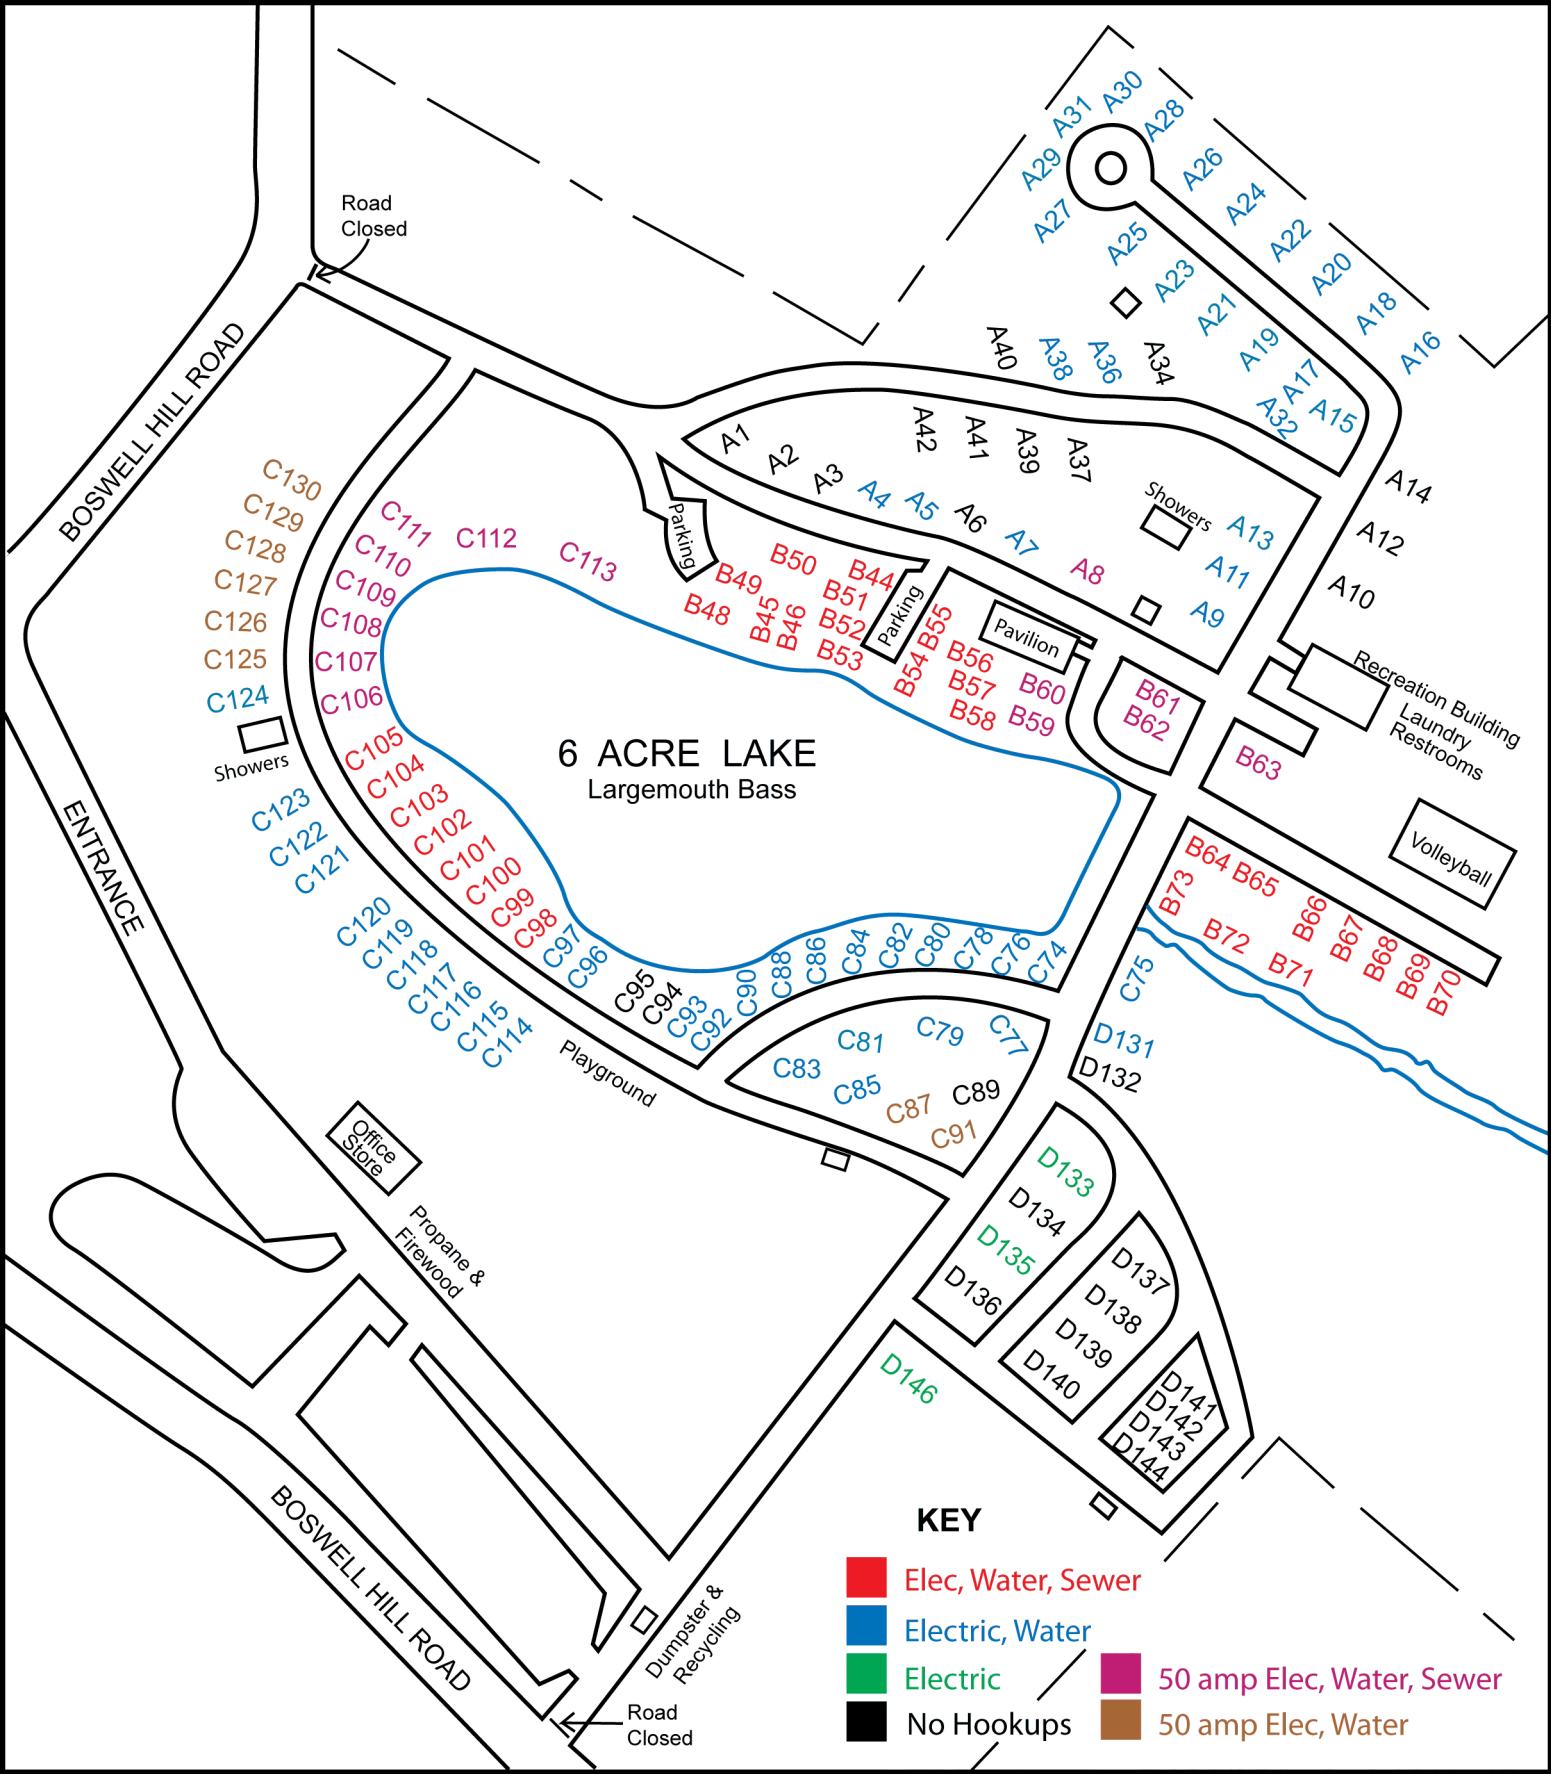 A30
A31
A28
A29
A26
A27
A24
A25
A22
A23
A20
A21
A18
A19
A16
A17
A32
A15
Road
Closed
A40
A38
A36
A34
BOSWELL HILL ROAD
A1
A2
A3
A4
A5
A6
A7
A8
A42
A41
A39
A37
Showers
A13
A11
A9
A14
A12
A10
C130
C129
C128
C127
C126
C125
C124
Showers
C111
C110
C109
C108
C107
C106
C112
C113
Parking
B50
B49
B48
B44
B51
B45
B46
B52
B53
Parking
B55
B54
B56
B57
B58
Pavilion
B60
B59
B61
B62
B63
Recreation Building
Laundry
Restrooms
Volleyball
6 ACRE LAKE
Largemouth Bass
ENTRANCE
C105
C104
C103
C102
C101
C100
C99
C98
C97
C96
C95
C94
C93
C92
C90
C88
C86
C84
C82
C80
C78
C76
C74
C123
C122
C121
C120
C119
C118
C117
C116
C115
C114
Playground
B64
B65
B66
B67
B68
B69
B70
B73
B72
B71
C75
D131
D132
C77
C79
C81
C83
C85
C87
C89
C91
Office
Store
Propane &
Firewood
D133
D134
D135
D136
D137
D138
D139
D140
D141
D142
D143
D144
D146
BOSWELL HILL ROAD
Dumpster &
Recycling
Road
Closed
KEY
Elec, Water, Sewer
Electric, Water
Electric
No Hookups
50 amp Elec, Water, Sewer
50 amp Elec, Water